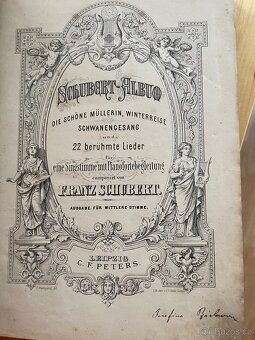 SCHUBERT-ALBUM
DIE SCHÖNE MÜLLERIN, WINTERREISE
SCHWANENGESANG
und
22 berühmte Lieder
für
eine Singstimme mit Pianofortebegleitung
componirt von
FRANZ SCHUBERT.
AUSGABE FÜR MITTLERE STIMME.
LEIPZIG
C. F. PETERS